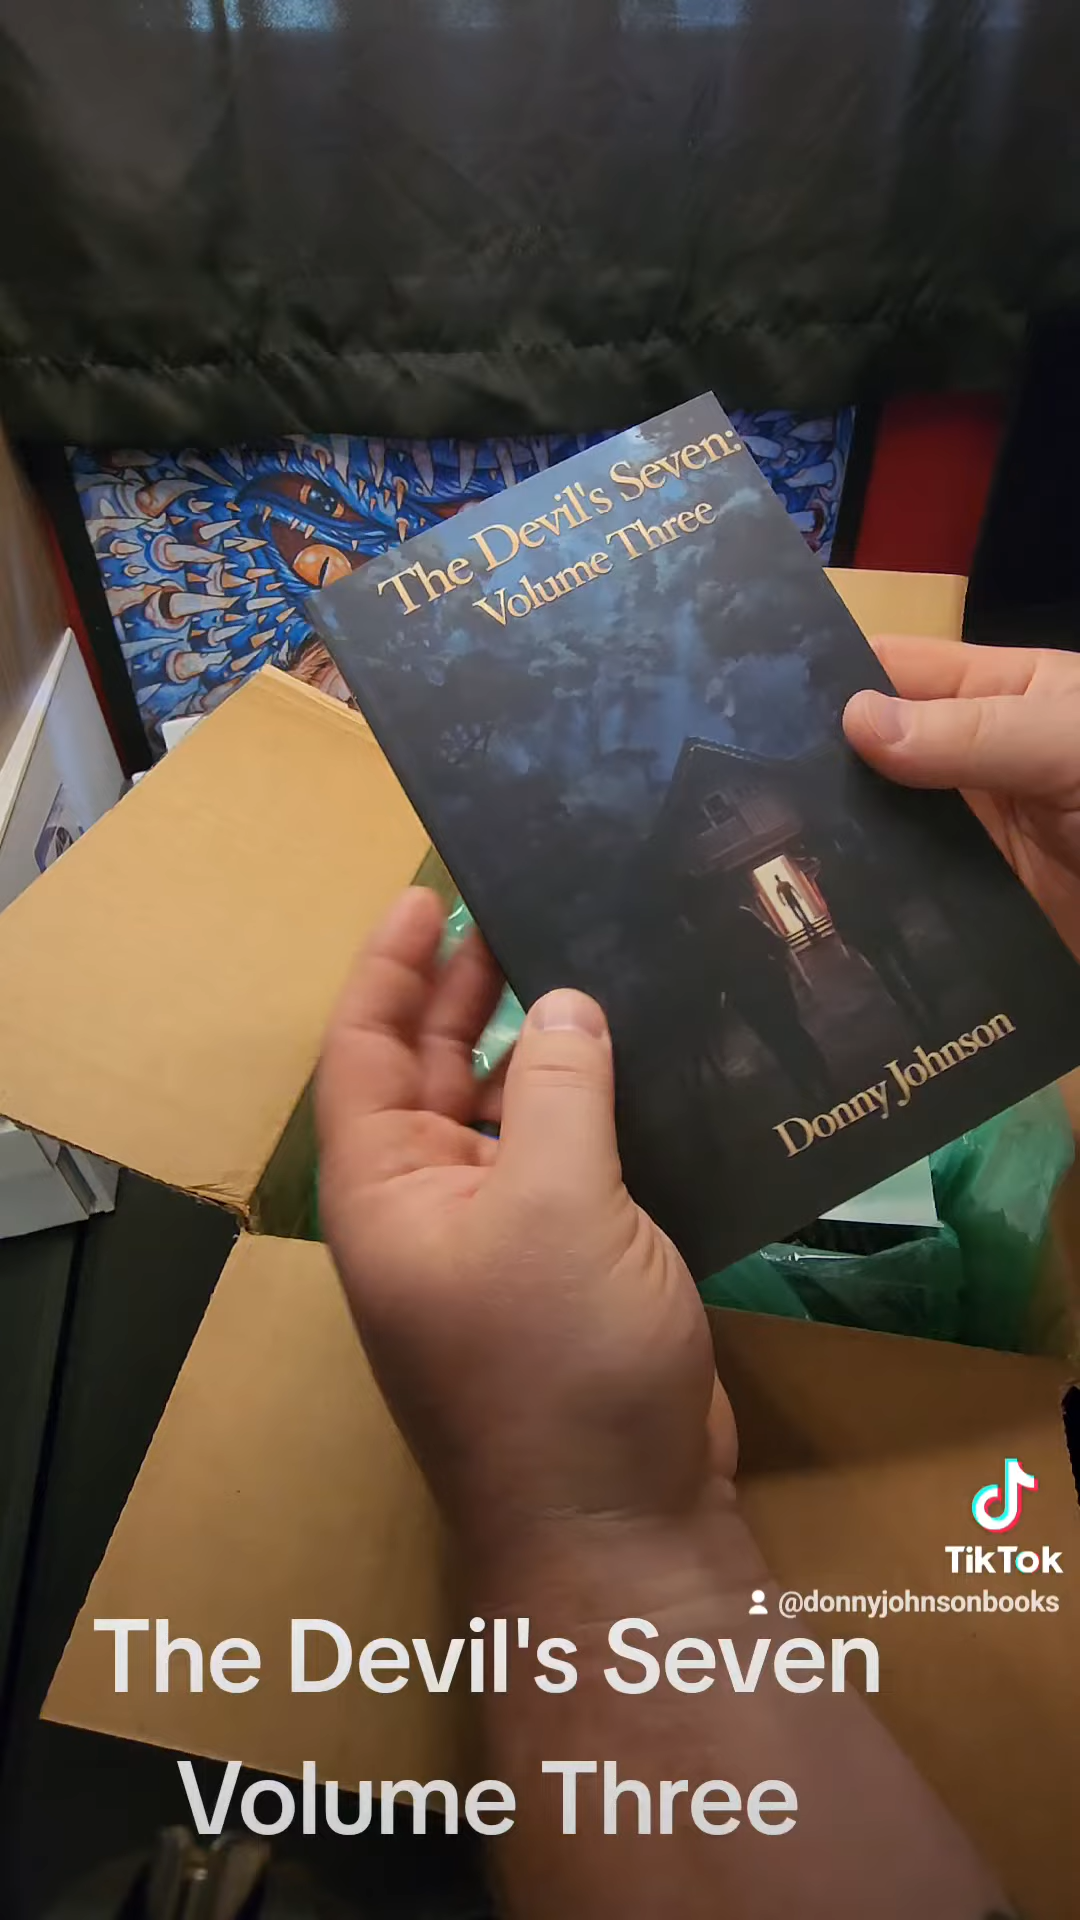 The Devil's Seven:
Volume Three
Donny Johnson
TikTok
@donnyjohnsonbooks
The Devil's Seven
Volume Three